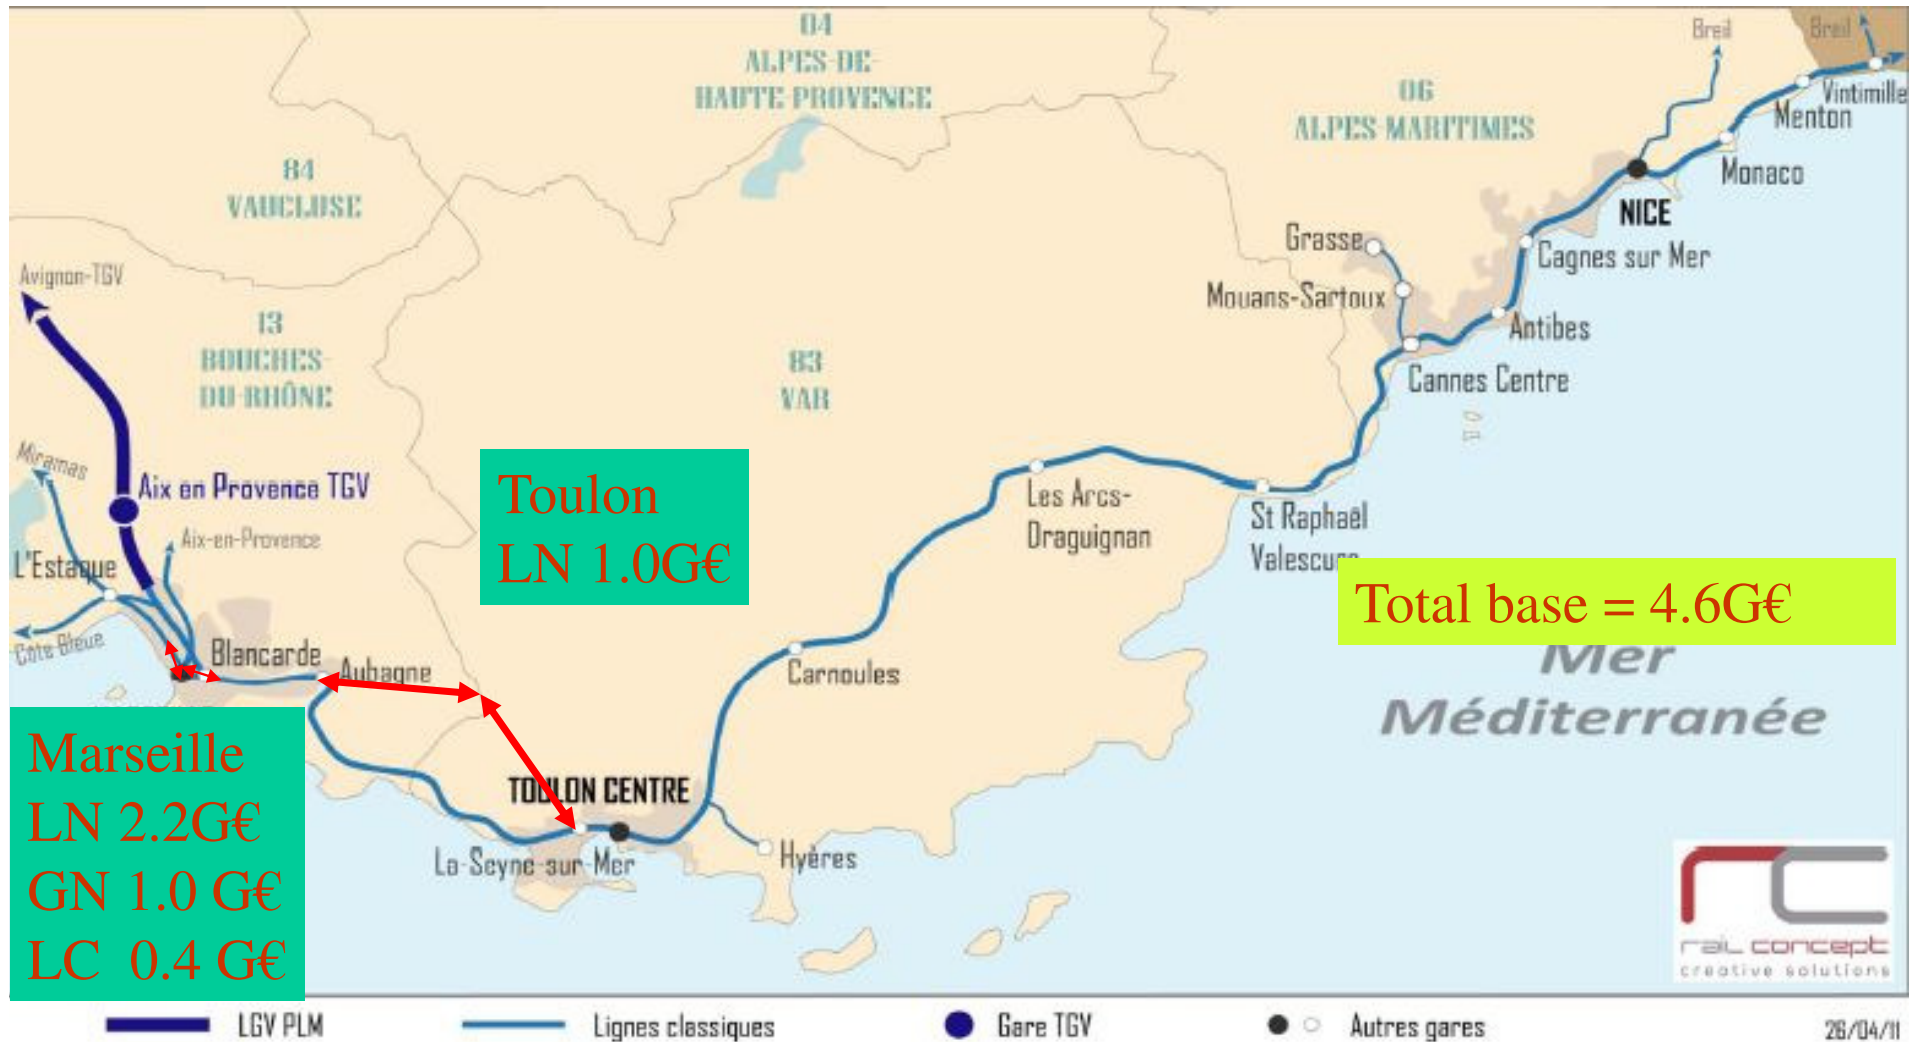 04
ALPES-DE-
HAUTE PROVENCE
Breil
Breil
06
ALPES-MARITIMES
Vintimille
Menton
84
VAUCLUSE
Monaco
NICE
Grasse
Cagnes sur Mer
Avignon-TGV
Mouans-Sartoux
13
BOUCHES-
DU-RHÔNE
Antibes
83
VAR
Cannes Centre
Miramas
Aix en Provence TGV
Toulon
LN 1.0G€
Les Arcs-
Draguignan
St Raphaël
Aix-en-Provence
L'Estaque
Total base = 4.6G€
Côte Bleue
Blancarde
Aubagne
Carnoules
Mer
Méditerranée
Marseille
LN 2.2G€
GN 1.0 G€
LC 0.4 G€
TOULON CENTRE
La-Seyne-sur-Mer
Hyères
rc
rail concept
creative solutions
LGV PLM
Lignes classiques
Gare TGV
Autres gares
26/04/11